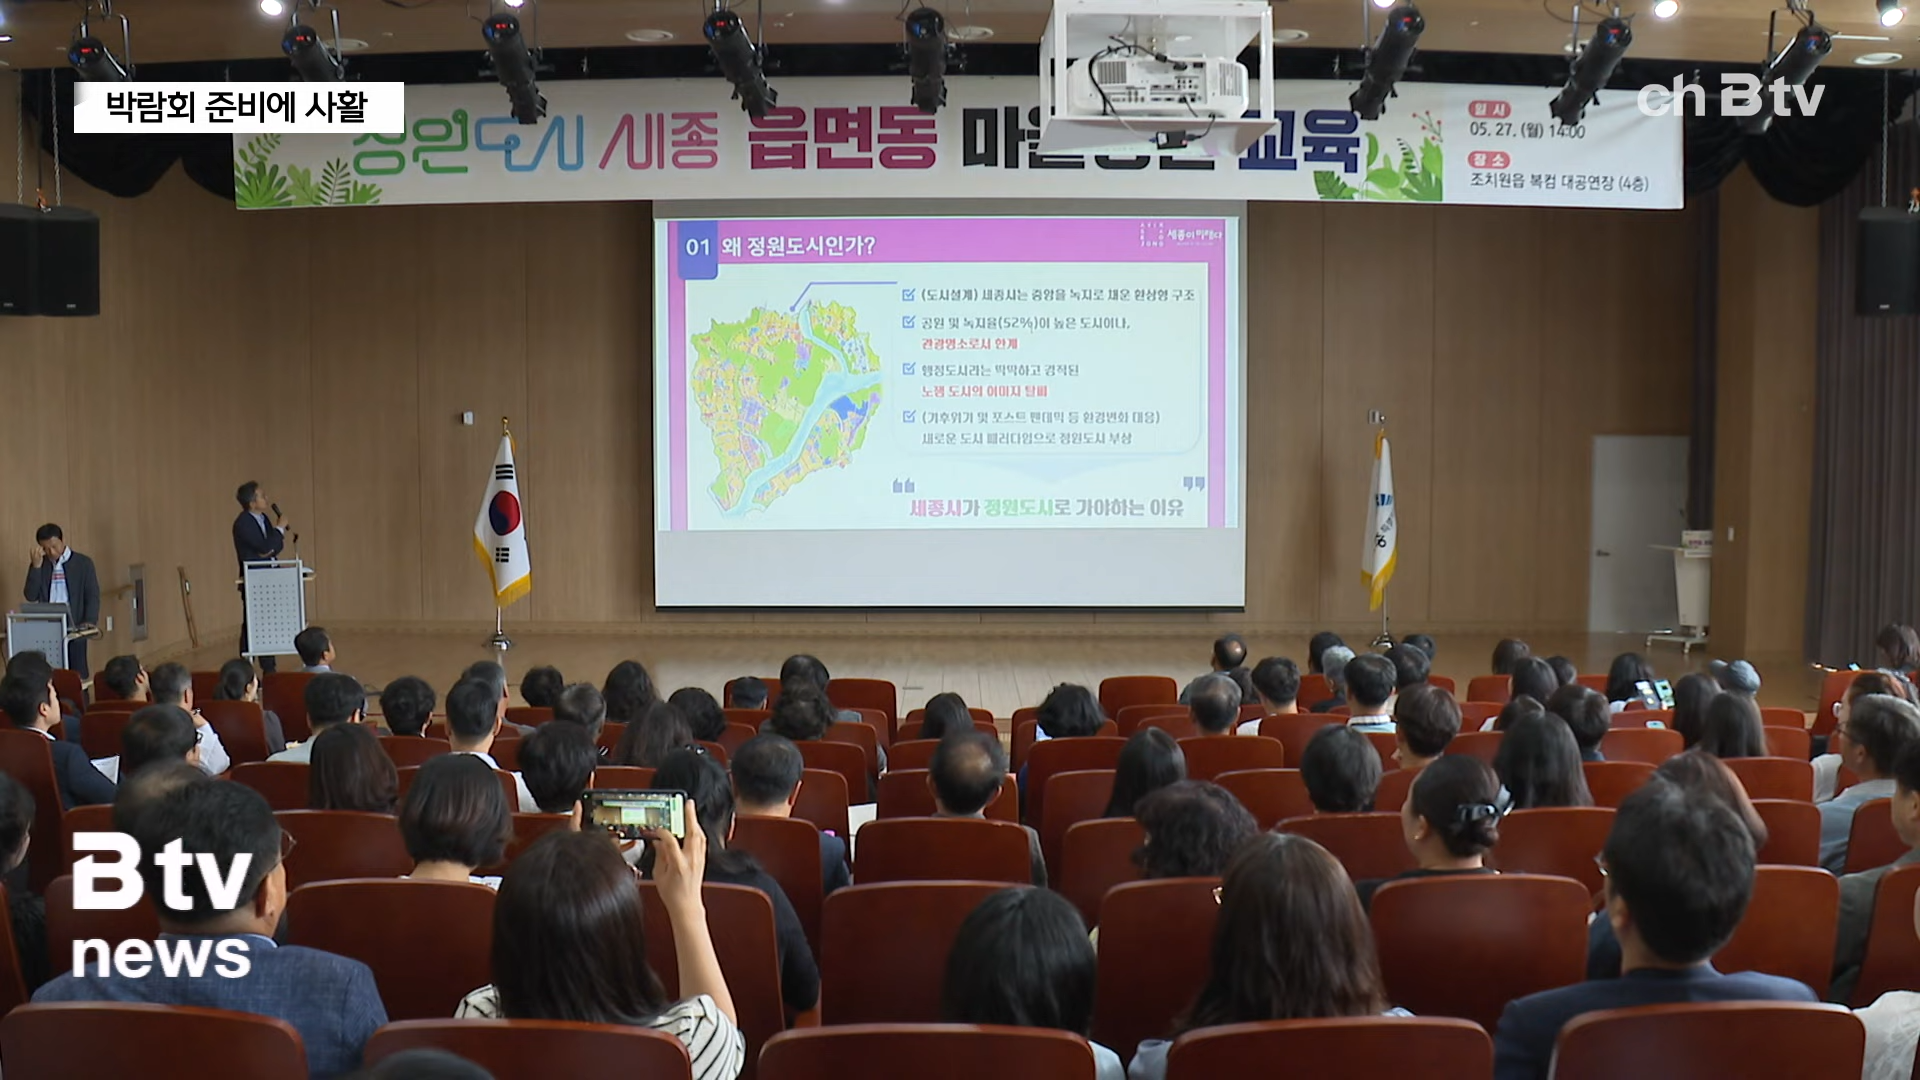 박람회 준비에 사활
ch B tv
정원도시 세종 읍면동 마을정원 교육
일시
05. 27. (월) 14:00
장소
조치원읍 복컴 대공연장 (4층)
01 왜 정원도시인가?
세종이 미래다
(도시설계) 세종시는 중앙을 녹지로 채운 환상형 구조
공원 및 녹지율(52%)이 높은 도시이나,
관광명소로서 한계
행정도시라는 딱딱하고 경직된
노잼 도시의 이미지 탈피
(기후위기 및 포스트 팬데믹 등 환경변화 대응)
새로운 도시 패러다임으로 정원도시 부상
“ 세종시가 정원도시로 가야하는 이유 ”
B tv
news